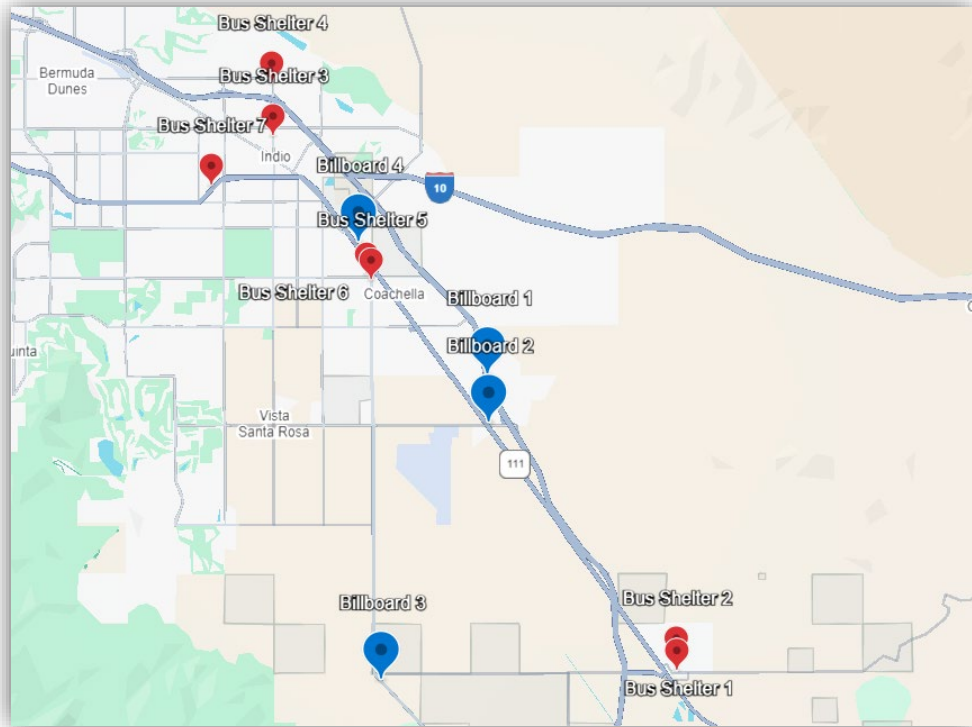 Bus Shelter 4
Bermuda
Dunes
Bus Shelter 3
Bus Shelter 7
Indio
Billboard 4
10
Bus Shelter 5
Bus Shelter 6
Coachella
Billboard 1
Billboard 2
uinta
Vista
Santa Rosa
111
Billboard 3
Bus Shelter 2
Bus Shelter 1